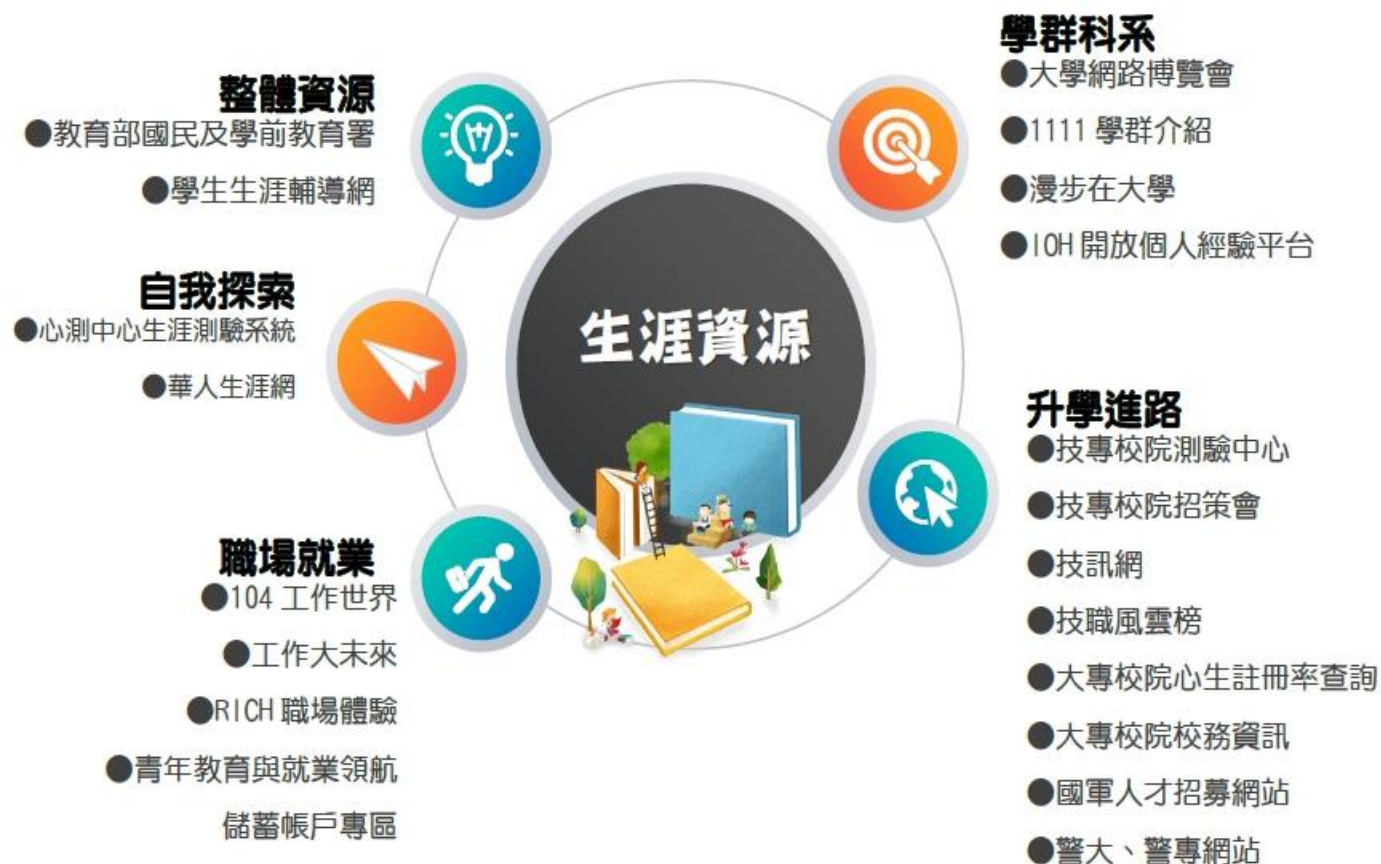 整體資源
●教育部國民及學前教育署
●學生生涯輔導網
自我探索
●心測中心生涯測驗系統
●華人生涯網
職場就業
●104 工作世界
●工作大未來
●RICH 職場體驗
●青年教育與就業領航
儲蓄帳戶專區
生涯資源
學群科系
●大學網路博覽會
●1111 學群介紹
●漫步在大學
●IOH 開放個人經驗平台
升學進路
●技專校院測驗中心
●技專校院招策會
●技訊網
●技職風雲榜
●大專校院心生註冊率查詢
●大專校院校務資訊
●國軍人才招募網站
●警大、警專網站